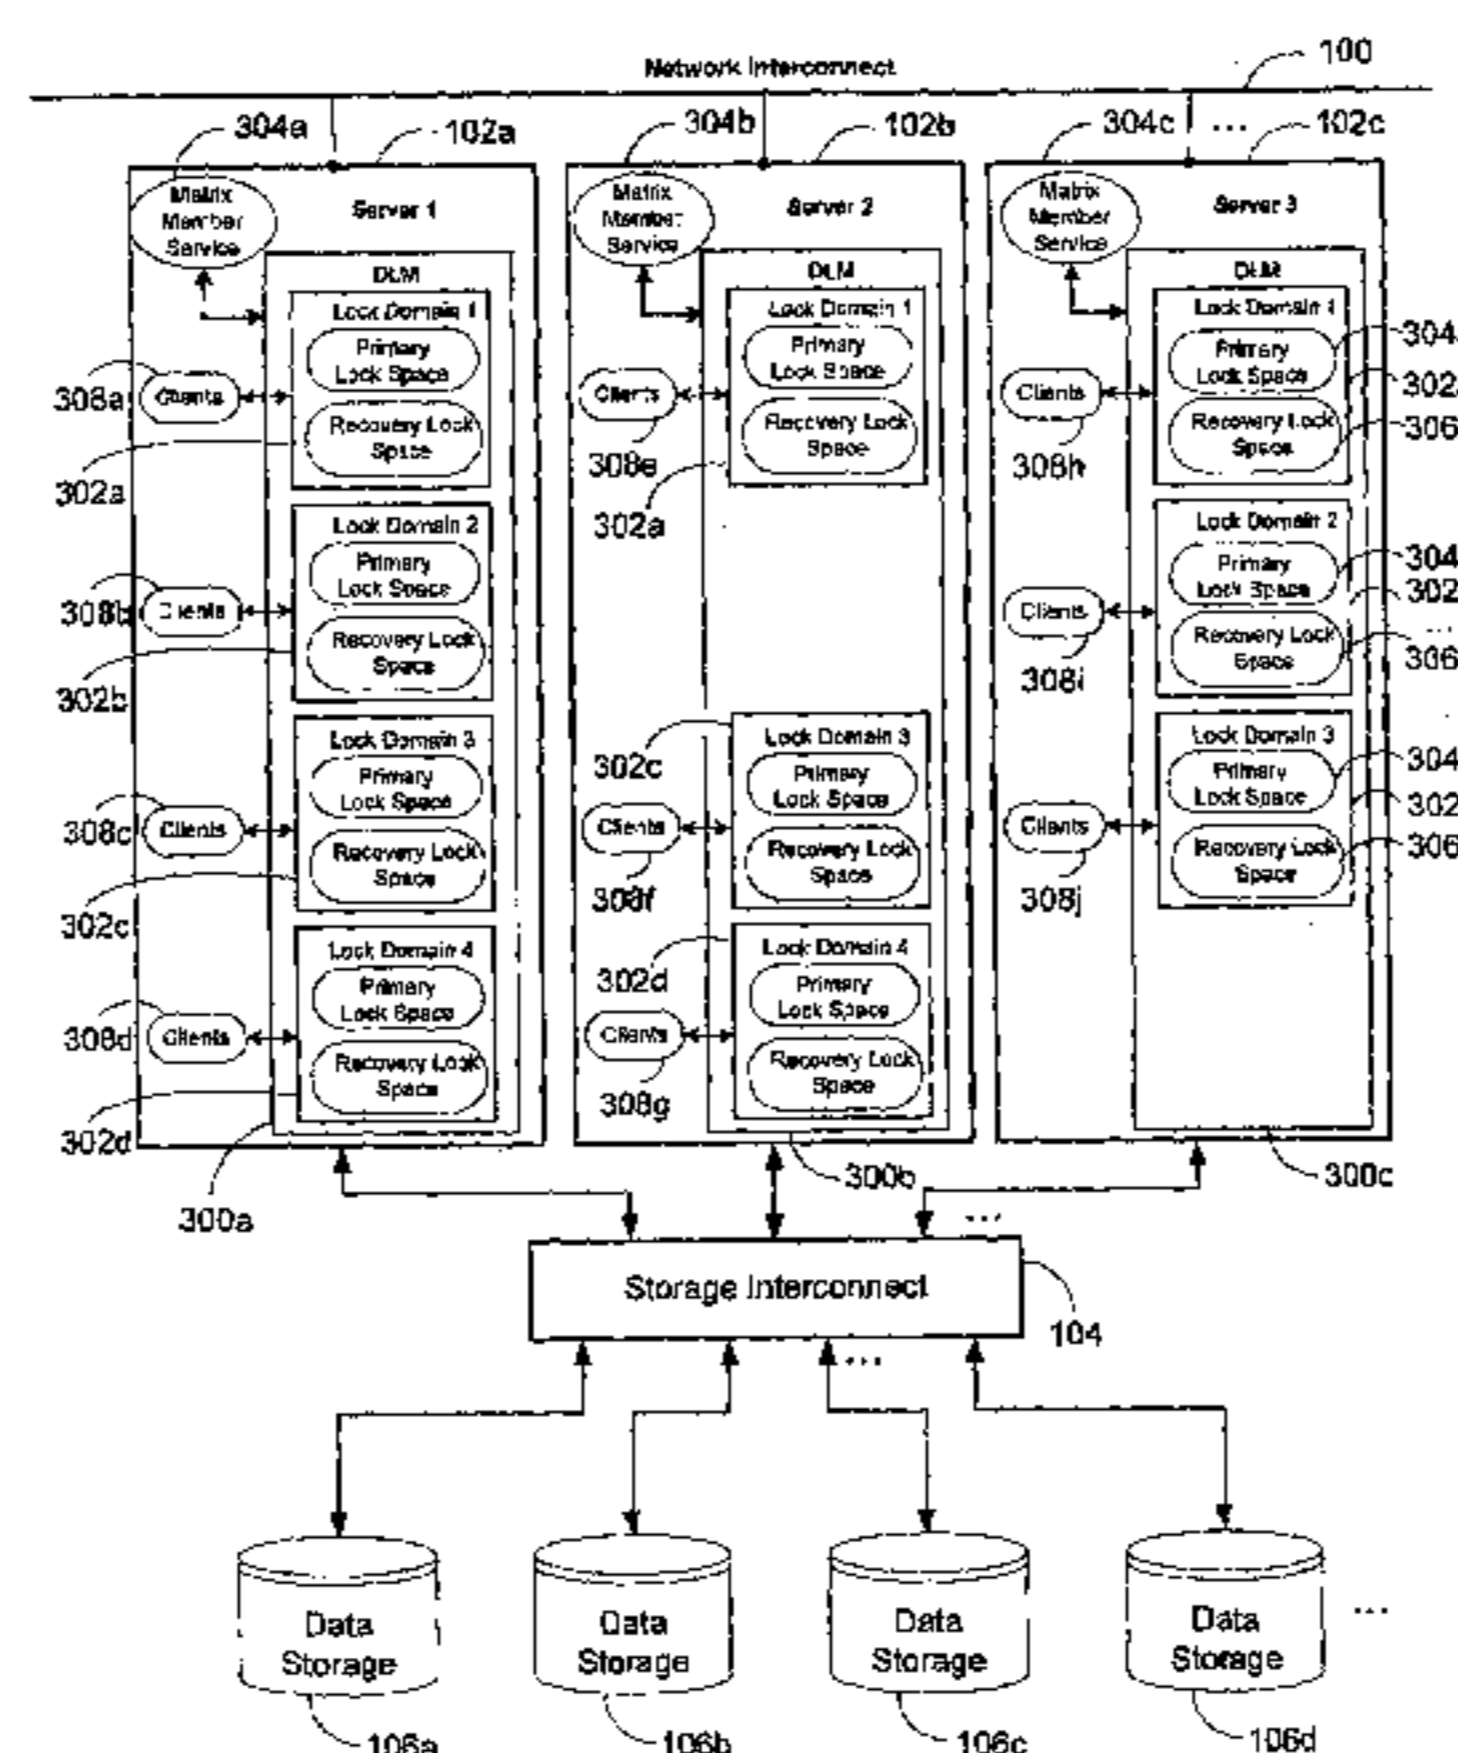 Network Interconnect
100
304a
102a
304b
102b
304c
...
102c
Matrix
Member
Service
Server 1
DLM
Lock Domain 1
Primary
Lock Space
Recovery Lock
Space
308a
Clients
302a
Lock Domain 2
Primary
Lock Space
Recovery Lock
Space
308b
Clients
302b
Lock Domain 3
Primary
Lock Space
Recovery Lock
Space
308c
Clients
302c
Lock Domain 4
Primary
Lock Space
Recovery Lock
Space
308d
Clients
302d
300a
Matrix
Member
Service
Server 2
DLM
Lock Domain 1
Primary
Lock Space
Recovery Lock
Space
Clients
308e
302a
302c
Lock Domain 3
Primary
Lock Space
Recovery Lock
Space
Clients
308f
302d
Lock Domain 4
Primary
Lock Space
Recovery Lock
Space
Clients
308g
300b
Matrix
Member
Service
Server 3
DLM
Lock Domain 1
Primary
Lock Space
Recovery Lock
Space
304
302
306
Clients
308h
Lock Domain 2
Primary
Lock Space
Recovery Lock
Space
304
302
...
306
Clients
308i
Lock Domain 3
Primary
Lock Space
Recovery Lock
Space
304
302
306
Clients
308j
300c
...
Storage Interconnect
104
...
Data
Storage
106a
Data
Storage
106b
Data
Storage
106c
Data
Storage
106d
...